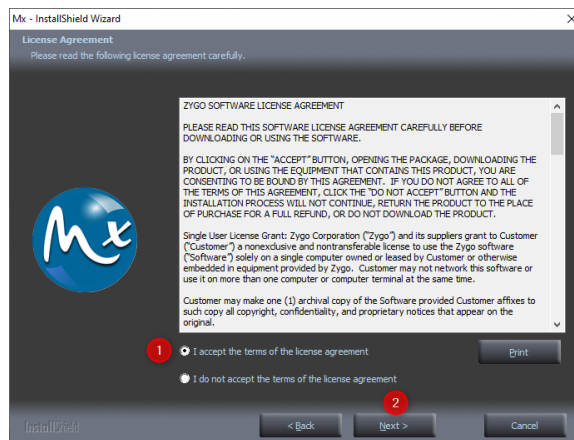 Mx - InstallShield Wizard
License Agreement
Please read the following license agreement carefully.
ZYGO SOFTWARE LICENSE AGREEMENT
PLEASE READ THIS SOFTWARE LICENSE AGREEMENT CAREFULLY BEFORE
DOWNLOADING OR USING THE SOFTWARE.
BY CLICKING ON THE "ACCEPT" BUTTON, OPENING THE PACKAGE, DOWNLOADING THE
PRODUCT, OR USING THE EQUIPMENT THAT CONTAINS THIS PRODUCT, YOU ARE
CONSENTING TO BE BOUND BY THIS AGREEMENT.  IF YOU DO NOT AGREE TO ALL OF
THE TERMS OF THIS AGREEMENT, CLICK THE "DO NOT ACCEPT" BUTTON AND THE
INSTALLATION PROCESS WILL NOT CONTINUE, RETURN THE PRODUCT TO THE PLACE
OF PURCHASE FOR A FULL REFUND, OR DO NOT DOWNLOAD THE PRODUCT.
Single User License Grant: Zygo Corporation ("Zygo") and its suppliers grant to Customer
("Customer") a nonexclusive and nontransferable license to use the Zygo software
("Software") solely on a single computer owned or leased by Customer or otherwise
embedded in equipment provided by Zygo.  Customer may not network this software or
use it on more than one computer or computer terminal at the same time.
Customer may make one (1) archival copy of the Software provided Customer affixes to
such copy all copyright, confidentiality, and proprietary notices that appear on the
original.
Mx
1 I accept the terms of the license agreement
Print
I do not accept the terms of the license agreement
2
InstallShield
< Back
Next >
Cancel